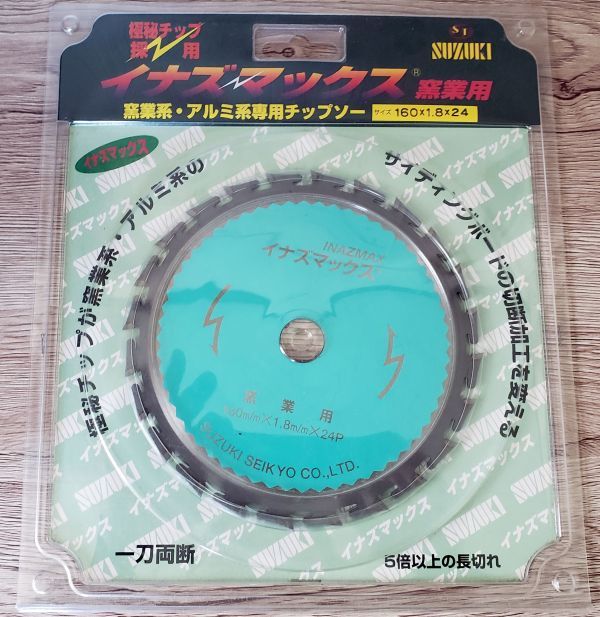 極秘チップ
採用
ST
SUZUKI
イナズマックス®
窯業用
窯業系・アルミ系専用チップソー
サイズ 160×1.8×24
イナズマックス
極秘チップが窯業系・アルミ系の
サイディングボードの切断加工を変える
INAZMAX
イナズマックス
窯業用
160m/m×1.8m/m×24P
SUZUKI SEIKYO CO.,LTD.
一刀両断
5倍以上の長切れ